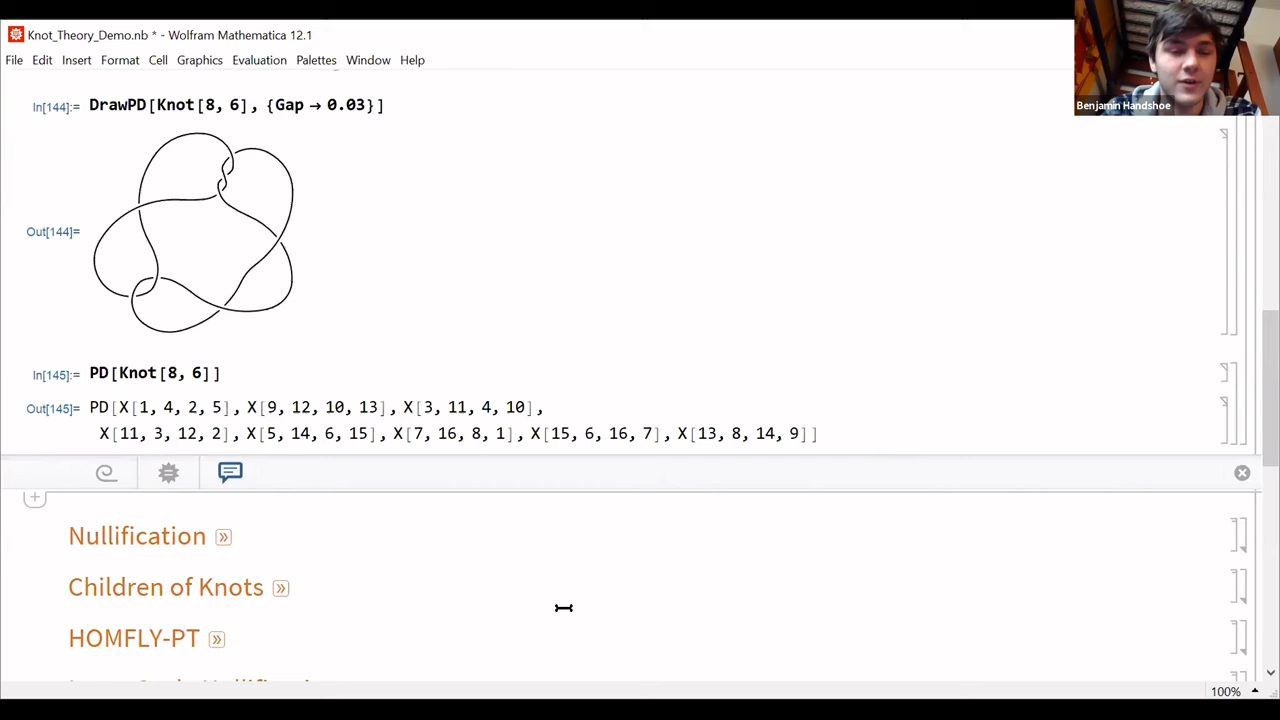 Knot_Theory_Demo.nb * - Wolfram Mathematica 12.1
File Edit Insert Format Cell Graphics Evaluation Palettes Window Help
Benjamin Handshoe
In[144]:= DrawPD[Knot[8, 6], {Gap → 0.03}]
Out[144]=
In[145]:= PD[Knot[8, 6]]
Out[145]= PD[X[1, 4, 2, 5], X[9, 12, 10, 13], X[3, 11, 4, 10],
X[11, 3, 12, 2], X[5, 14, 6, 15], X[7, 16, 8, 1], X[15, 6, 16, 7], X[13, 8, 14, 9]]
Nullification
Children of Knots
HOMFLY-PT
100%